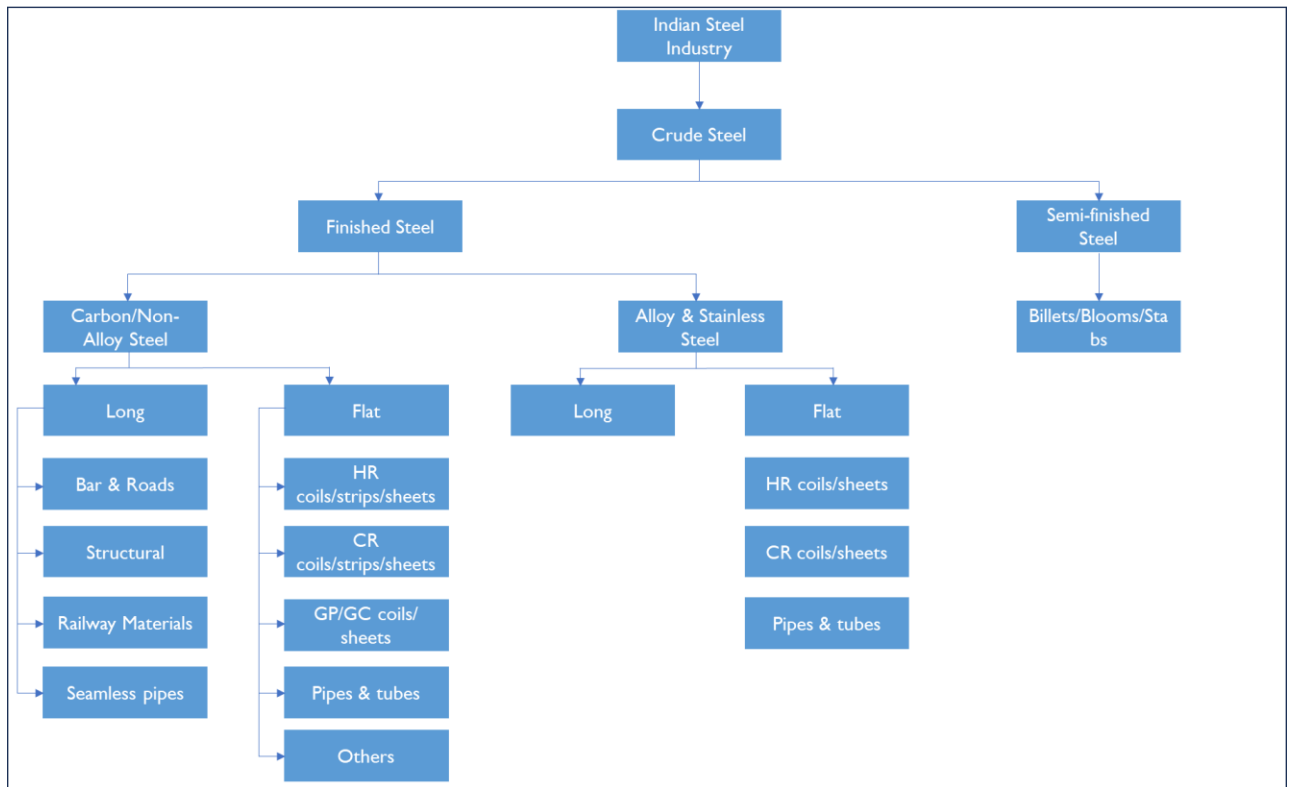 Indian Steel
Industry
Crude Steel
Finished Steel
Semi-finished
Steel
Carbon/Non-
Alloy Steel
Alloy & Stainless
Steel
Billets/Blooms/Sta
bs
Long
Flat
Long
Flat
Bar & Roads
HR
coils/strips/sheets
HR coils/sheets
Structural
CR
coils/strips/sheets
CR coils/sheets
Railway Materials
GP/GC coils/
sheets
Pipes & tubes
Seamless pipes
Pipes & tubes
Others